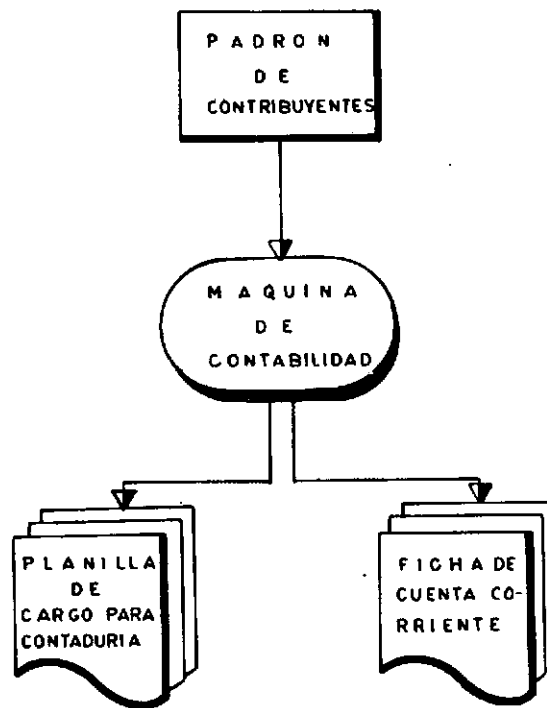 PADRON
DE
CONTRIBUYENTES
MAQUINA
DE
CONTABILIDAD
PLANILLA
DE
CARGO PARA
CONTADURIA
FICHA DE
CUENTA CO-
RRIENTE